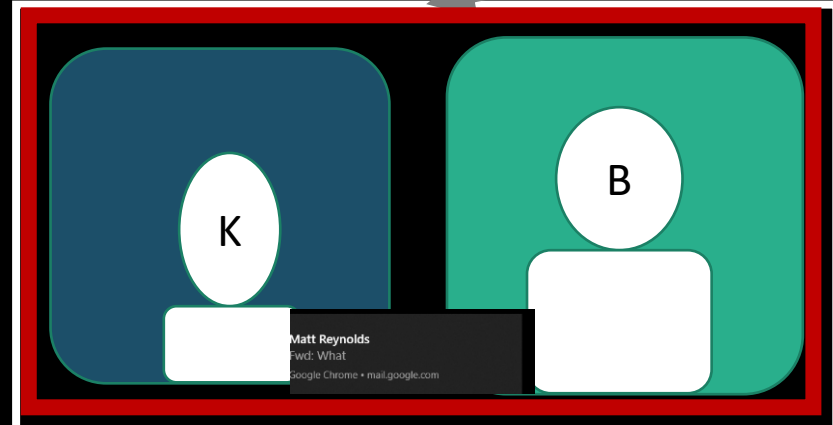 B
K
Matt Reynolds
Fwd: What
Google Chrome • mail.google.com